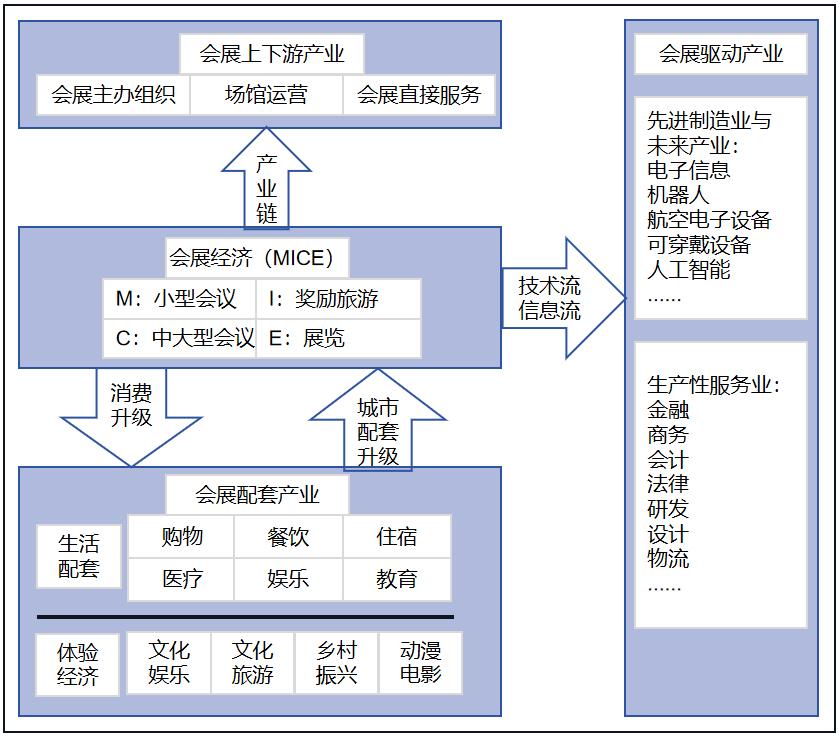 会展上下游产业
会展主办组织 场馆运营 会展直接服务
产
业
链
会展经济（MICE）
M：小型会议 I：奖励旅游
C：中大型会议 E：展览
技术流
信息流
消费
升级
城市
配套
升级
会展配套产业
生活
配套
购物 餐饮 住宿
医疗 娱乐 教育
体验
经济
文化
娱乐
文化
旅游
乡村
振兴
动漫
电影
会展驱动产业
先进制造业与
未来产业：
电子信息
机器人
航空电子设备
可穿戴设备
人工智能
……
生产性服务业：
金融
商务
会计
法律
研发
设计
物流
……